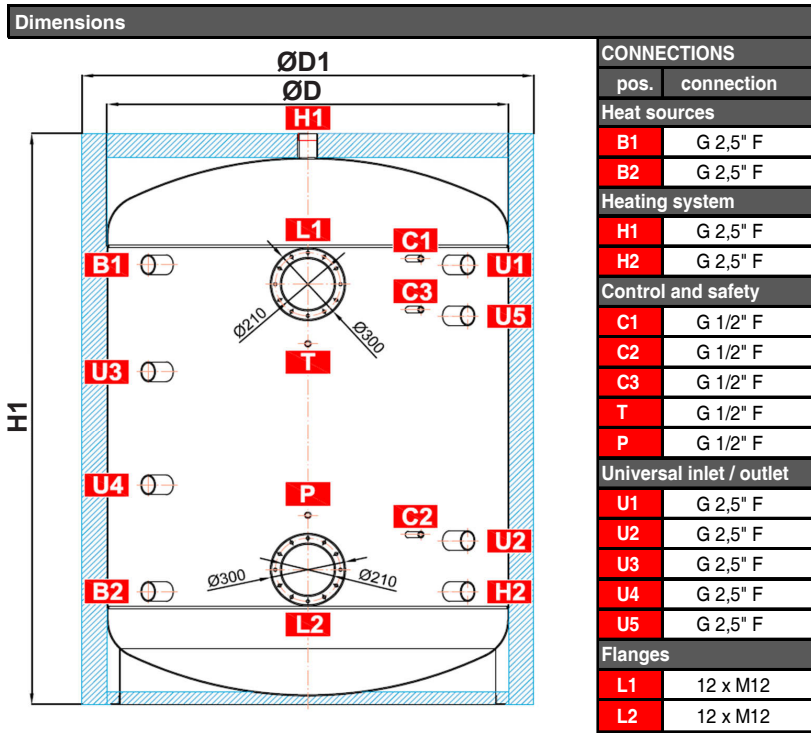 Dimensions
ØD1
ØD
H1
L1
C1
B1
U1
C3
U5
Ø210
Ø300
T
U3
H1
U4
P
C2
U2
Ø300
Ø210
B2
H2
L2
CONNECTIONS
pos. connection
Heat sources
B1 G 2,5" F
B2 G 2,5" F
Heating system
H1 G 2,5" F
H2 G 2,5" F
Control and safety
C1 G 1/2" F
C2 G 1/2" F
C3 G 1/2" F
T G 1/2" F
P G 1/2" F
Universal inlet / outlet
U1 G 2,5" F
U2 G 2,5" F
U3 G 2,5" F
U4 G 2,5" F
U5 G 2,5" F
Flanges
L1 12 x M12
L2 12 x M12